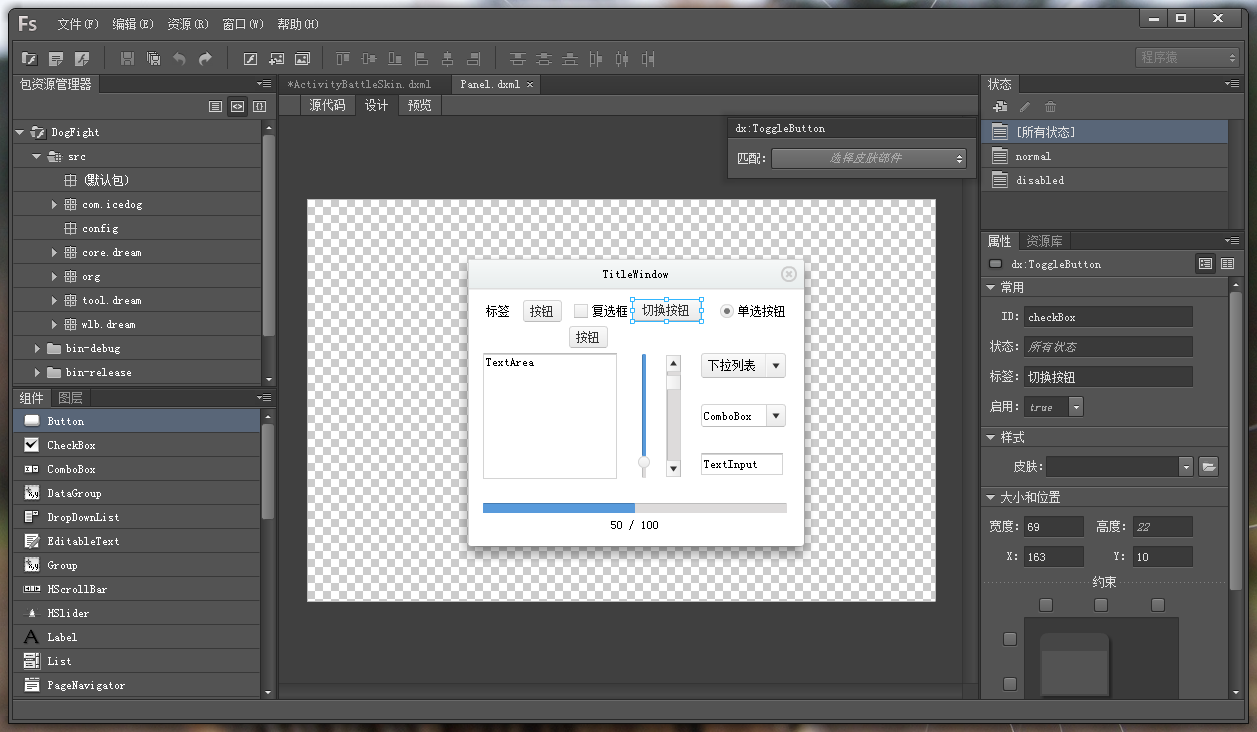 Fs 文件(F) 编辑(E) 资源(R) 窗口(W) 帮助(H)
程序猿
包资源管理器
DogFight
src
(默认包)
com.icedog
config
core.dream
org
tool.dream
wlb.dream
bin-debug
bin-release
组件 图层
Button
CheckBox
ComboBox
DataGroup
DropDownList
EditableText
Group
HScrollBar
HSlider
Label
List
PageNavigator
*ActivityBattleSkin.dxml Panel.dxml
源代码 设计 预览
dx:ToggleButton
匹配: 选择皮肤部件
TitleWindow
标签 按钮 复选框 切换按钮 单选按钮
按钮
TextArea
下拉列表
ComboBox
TextInput
50 / 100
状态
[所有状态]
normal
disabled
属性 资源库
dx:ToggleButton
常用
ID: checkBox
状态: 所有状态
标签: 切换按钮
启用: true
样式
皮肤:
大小和位置
宽度: 69 高度: 22
X: 163 Y: 10
约束